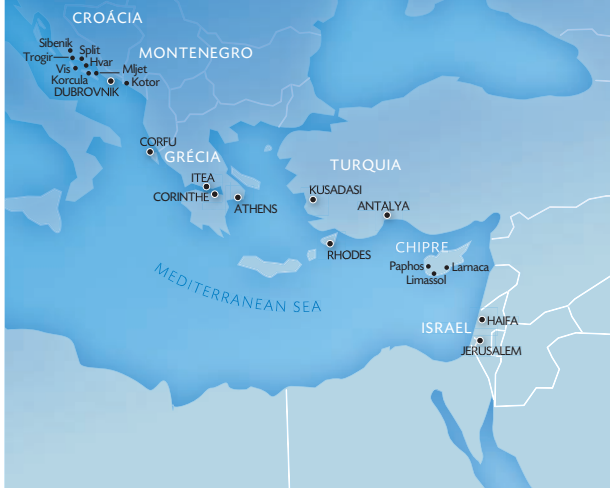 CROÁCIA
Sibenik
Split
Trogir
Hvar
MONTENEGRO
Vis
Mljet
Korcula
Kotor
DUBROVNIK
CORFU
GRÉCIA
TURQUIA
ITEA
KUSADASI
CORINTHE
ATHENS
ANTALYA
RHODES
CHIPRE
Paphos
Larnaca
Limassol
MEDITERRANEAN SEA
ISRAEL
HAIFA
JERUSALEM